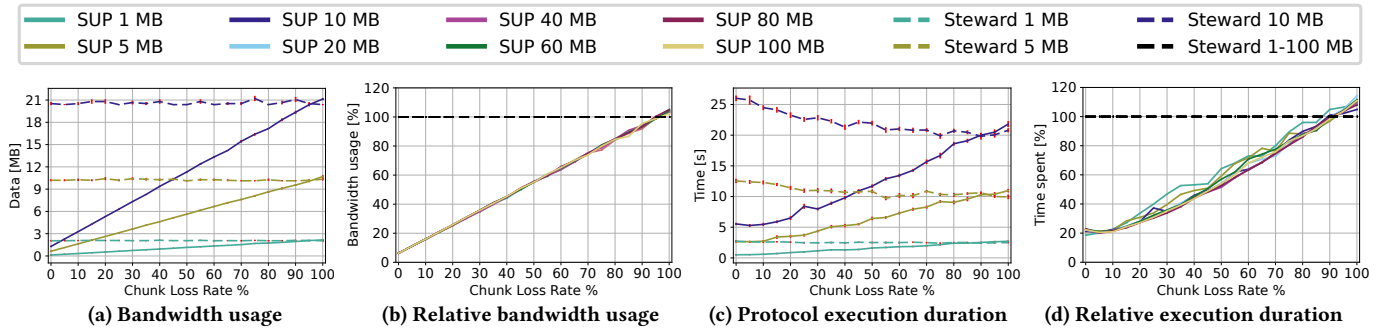 SUP 1 MB SUP 10 MB SUP 40 MB SUP 80 MB Steward 1 MB Steward 10 MB
SUP 5 MB SUP 20 MB SUP 60 MB SUP 100 MB Steward 5 MB Steward 1-100 MB
Data [MB]
21
18
15
12
9
6
3
0
0 10 20 30 40 50 60 70 80 90 100
Chunk Loss Rate %
(a) Bandwidth usage
Bandwidth usage [%]
120
100
80
60
40
20
0
0 10 20 30 40 50 60 70 80 90 100
Chunk Loss Rate %
(b) Relative bandwidth usage
Time [s]
25
20
15
10
5
0
0 10 20 30 40 50 60 70 80 90 100
Chunk Loss Rate %
(c) Protocol execution duration
Time spent [%]
120
100
80
60
40
20
0
0 10 20 30 40 50 60 70 80 90 100
Chunk Loss Rate %
(d) Relative execution duration